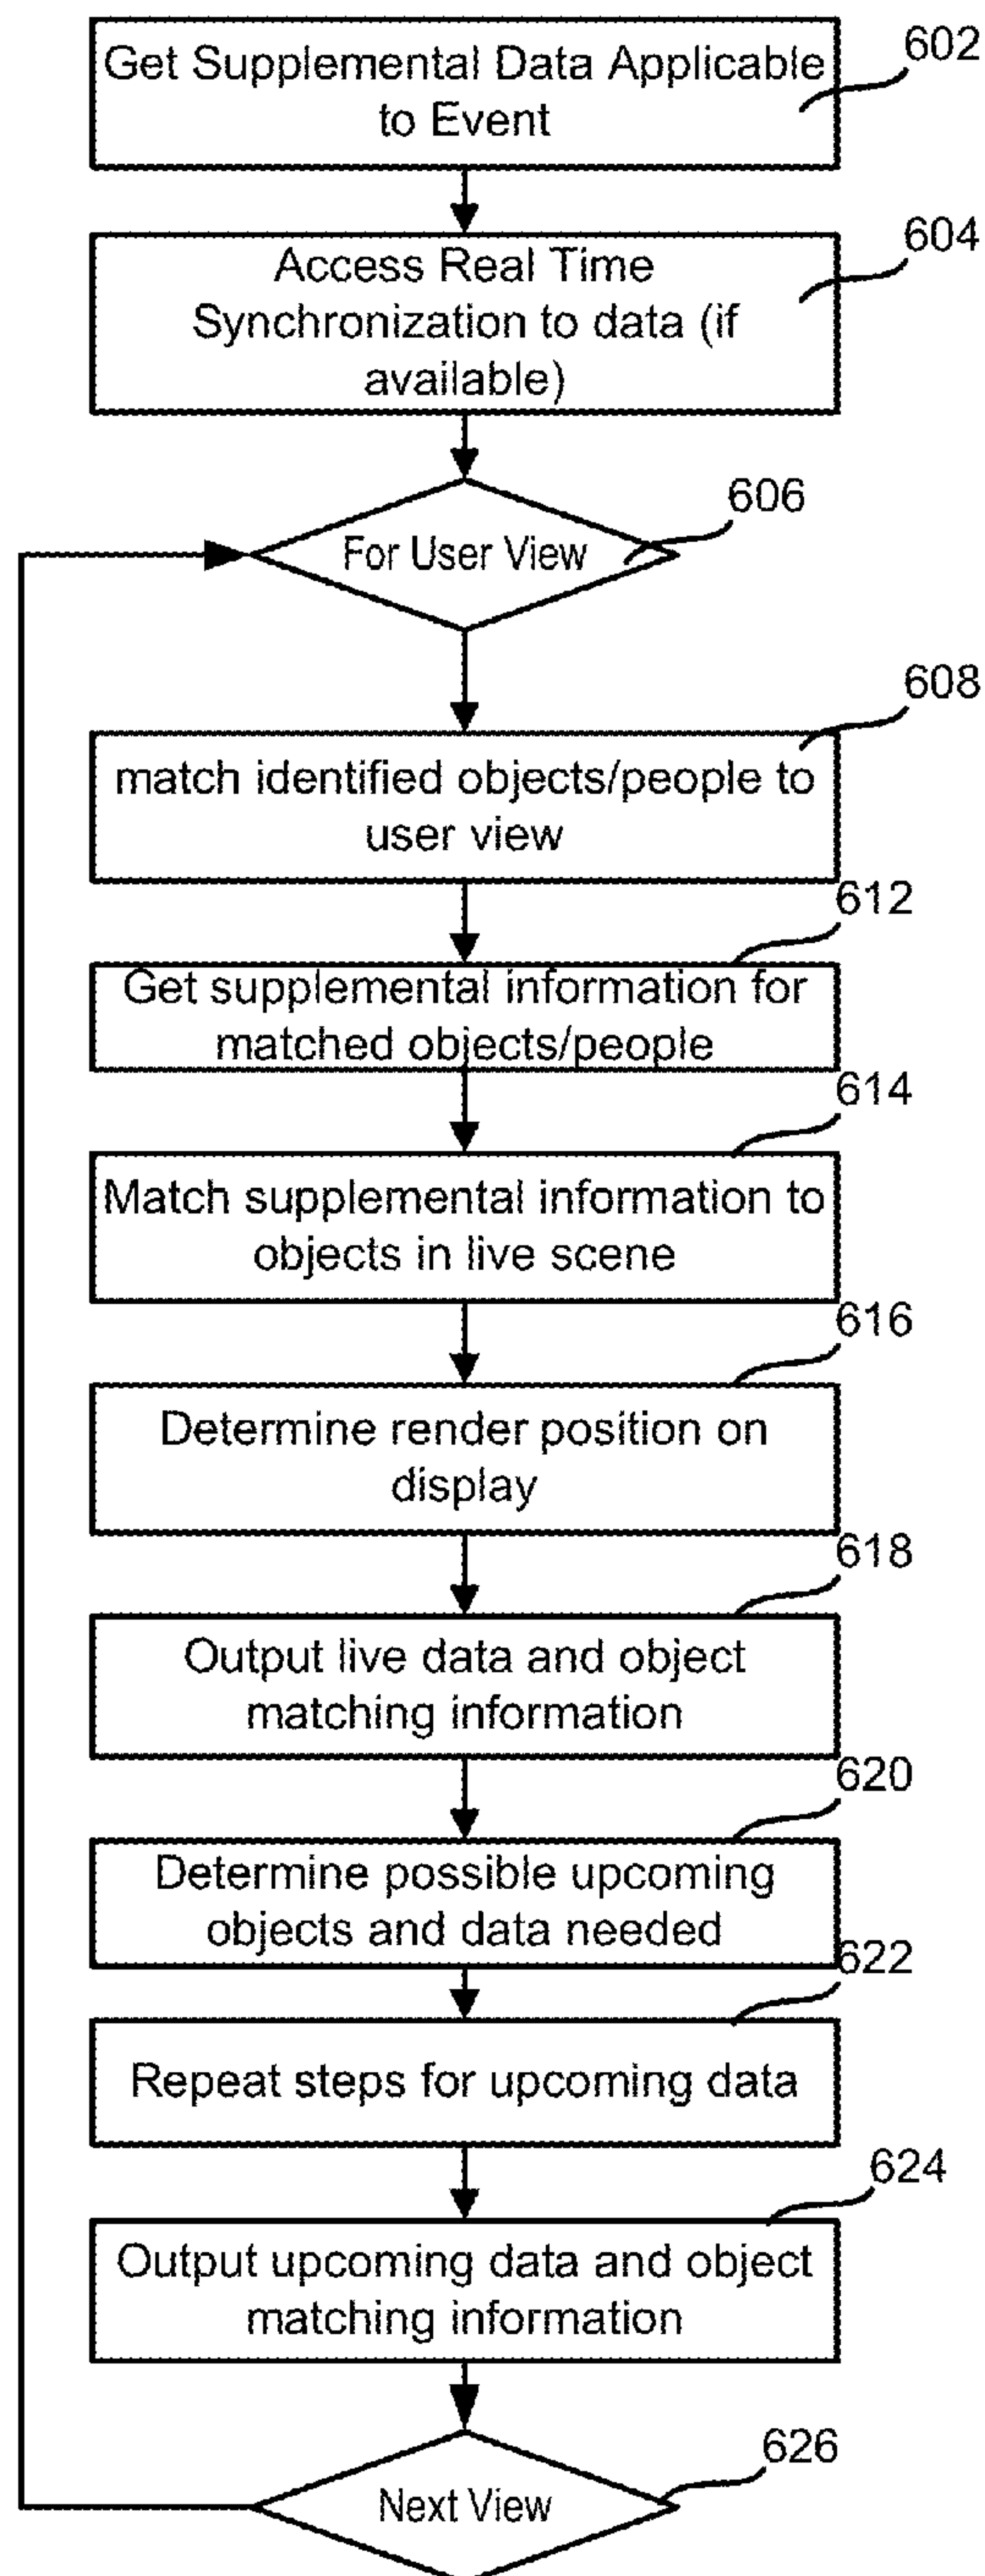 Get Supplemental Data Applicable
to Event
602
Access Real Time
Synchronization to data (if
available)
604
For User View
606
match identified objects/people to
user view
608
Get supplemental information for
matched objects/people
612
Match supplemental information to
objects in live scene
614
Determine render position on
display
616
Output live data and object
matching information
618
Determine possible upcoming
objects and data needed
620
Repeat steps for upcoming data
622
Output upcoming data and object
matching information
624
Next View
626